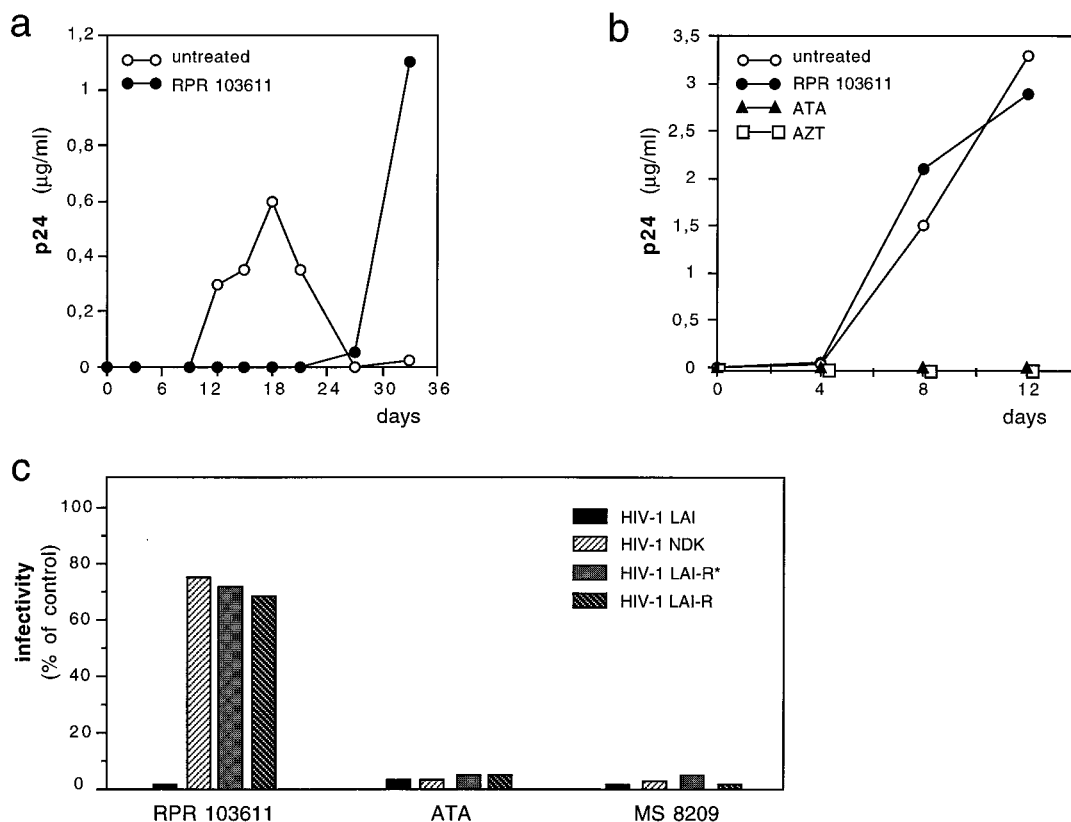 a
1,2
1
0,8
0,6
0,4
0,2
0
p24 (µg/ml)
untreated
RPR 103611
0 6 12 18 24 30 36
days
b
3,5
3
2,5
2
1,5
1
0,5
0
p24 (µg/ml)
untreated
RPR 103611
ATA
AZT
0 4 8 12
days
c
100
80
60
40
20
0
infectivity
(% of control)
HIV-1 LAI
HIV-1 NDK
HIV-1 LAI-R*
HIV-1 LAI-R
RPR 103611 ATA MS 8209